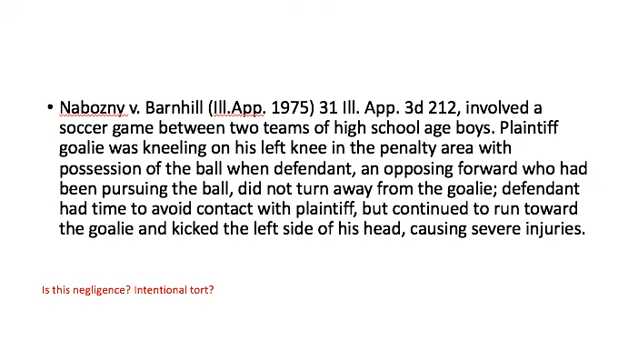 • Nabozny v. Barnhill (Ill.App. 1975) 31 Ill. App. 3d 212, involved a
soccer game between two teams of high school age boys. Plaintiff
goalie was kneeling on his left knee in the penalty area with
possession of the ball when defendant, an opposing forward who had
been pursuing the ball, did not turn away from the goalie; defendant
had time to avoid contact with plaintiff, but continued to run toward
the goalie and kicked the left side of his head, causing severe injuries.
Is this negligence? Intentional tort?